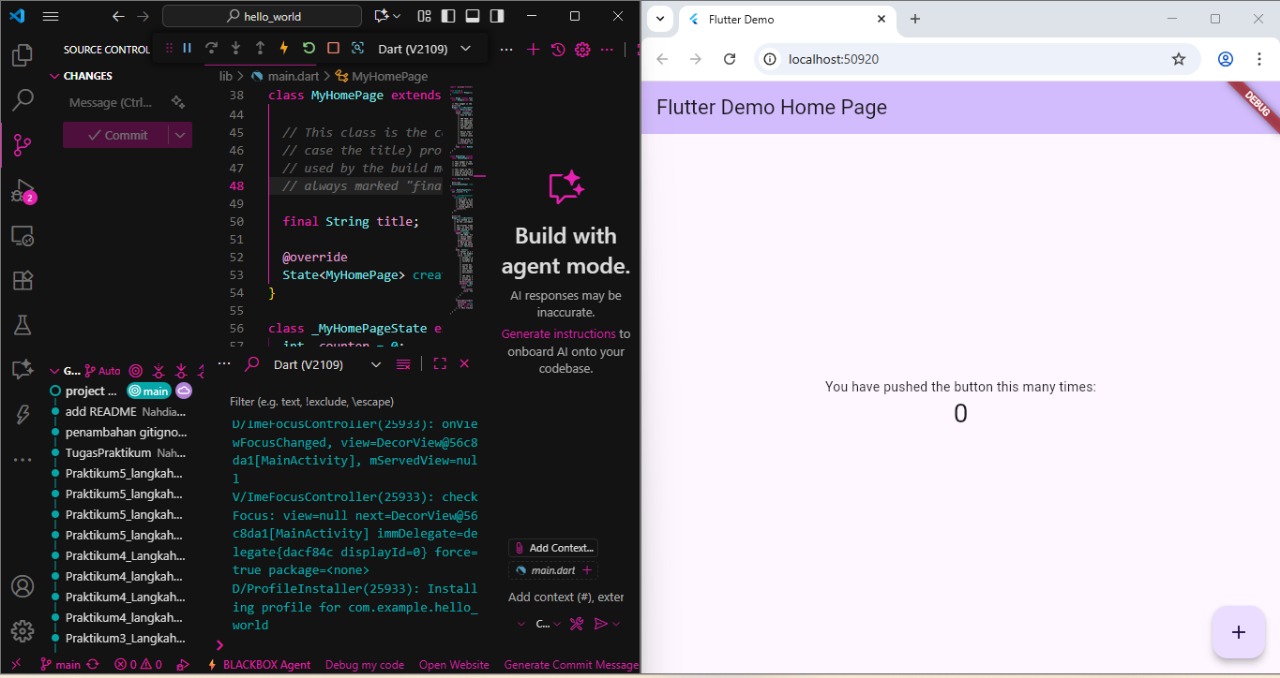 hello_world
SOURCE CONTROL
Dart (V2109)
CHANGES
Message (Ctrl...
Commit
2
lib > main.dart > MyHomePage
38 class MyHomePage extends
44
45 // This class is the c
46 // case the title) pro
47 // used by the build m
48 // always marked "fina
49
50 final String title;
51
52 @override
53 State<MyHomePage> crea
54 }
55
56 class _MyHomePageState e
57 int _counter = 0;
Build with
agent mode.
AI responses may be
inaccurate.
Generate instructions to
onboard AI onto your
codebase.
G... Auto
project ... main
add README Nahdia...
penambahan gitigno...
TugasPraktikum Nah...
Praktikum5_langkah...
Praktikum5_langkah...
Praktikum5_langkah...
Praktikum5_langkah...
Praktikum4_Langkah...
Praktikum4_langkah...
Praktikum4_Langkah...
Praktikum4_langkah...
Praktikum3_Langkah...
Dart (V2109)
Filter (e.g. text, !exclude, \escape)
D/ImeFocusController(25933): onVie
wFocusChanged, view=DecorView@56c8
da1[MainActivity], mServedView=nul
l
V/ImeFocusController(25933): check
Focus: view=null next=DecorView@56
c8da1[MainActivity] immDelegate=de
legate{dacf84c displayId=0} force=
true package=<none>
D/ProfileInstaller(25933): Install
ing profile for com.example.hello_
world
Add Context...
main.dart +
Add context (#), exter
C...
main 0 0 BLACKBOX Agent Debug my code Open Website Generate Commit Message
Flutter Demo
localhost:50920
Flutter Demo Home Page
DEBUG
You have pushed the button this many times:
0
+